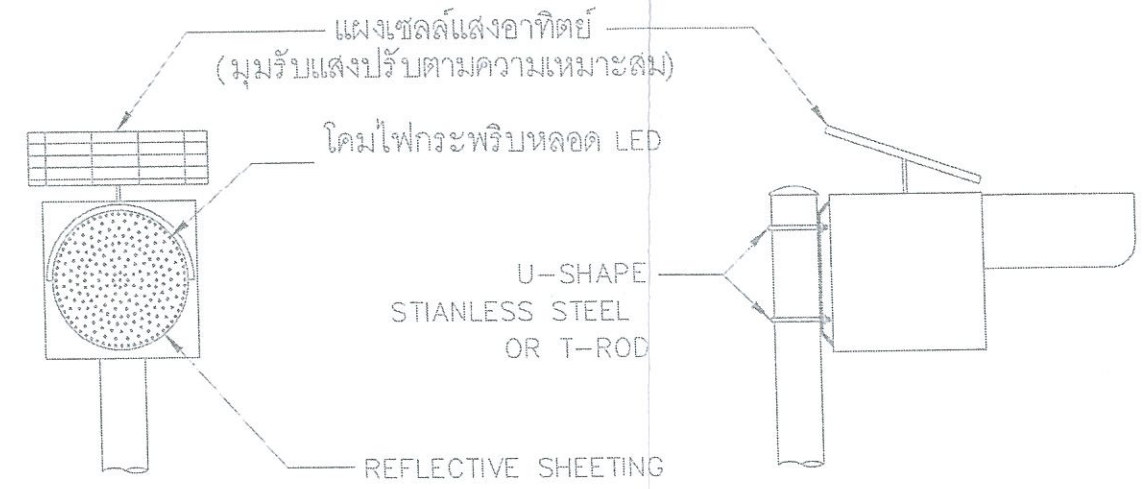 แผงเซลล์แสงอาทิตย์
(มุมรับแสงปรับตามความเหมาะสม)
โคมไฟกระพริบหลอด LED
U-SHAPE
STIANLESS STEEL
OR T-ROD
REFLECTIVE SHEETING